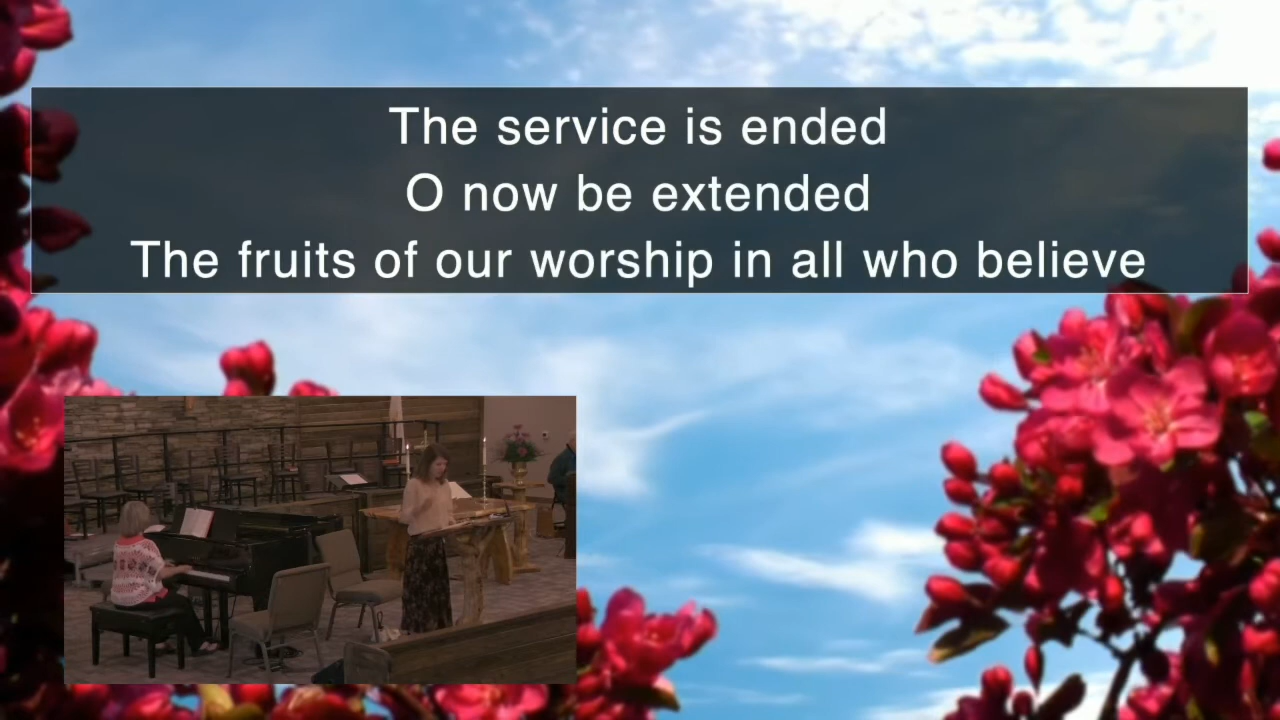 The service is ended
O now be extended
The fruits of our worship in all who believe